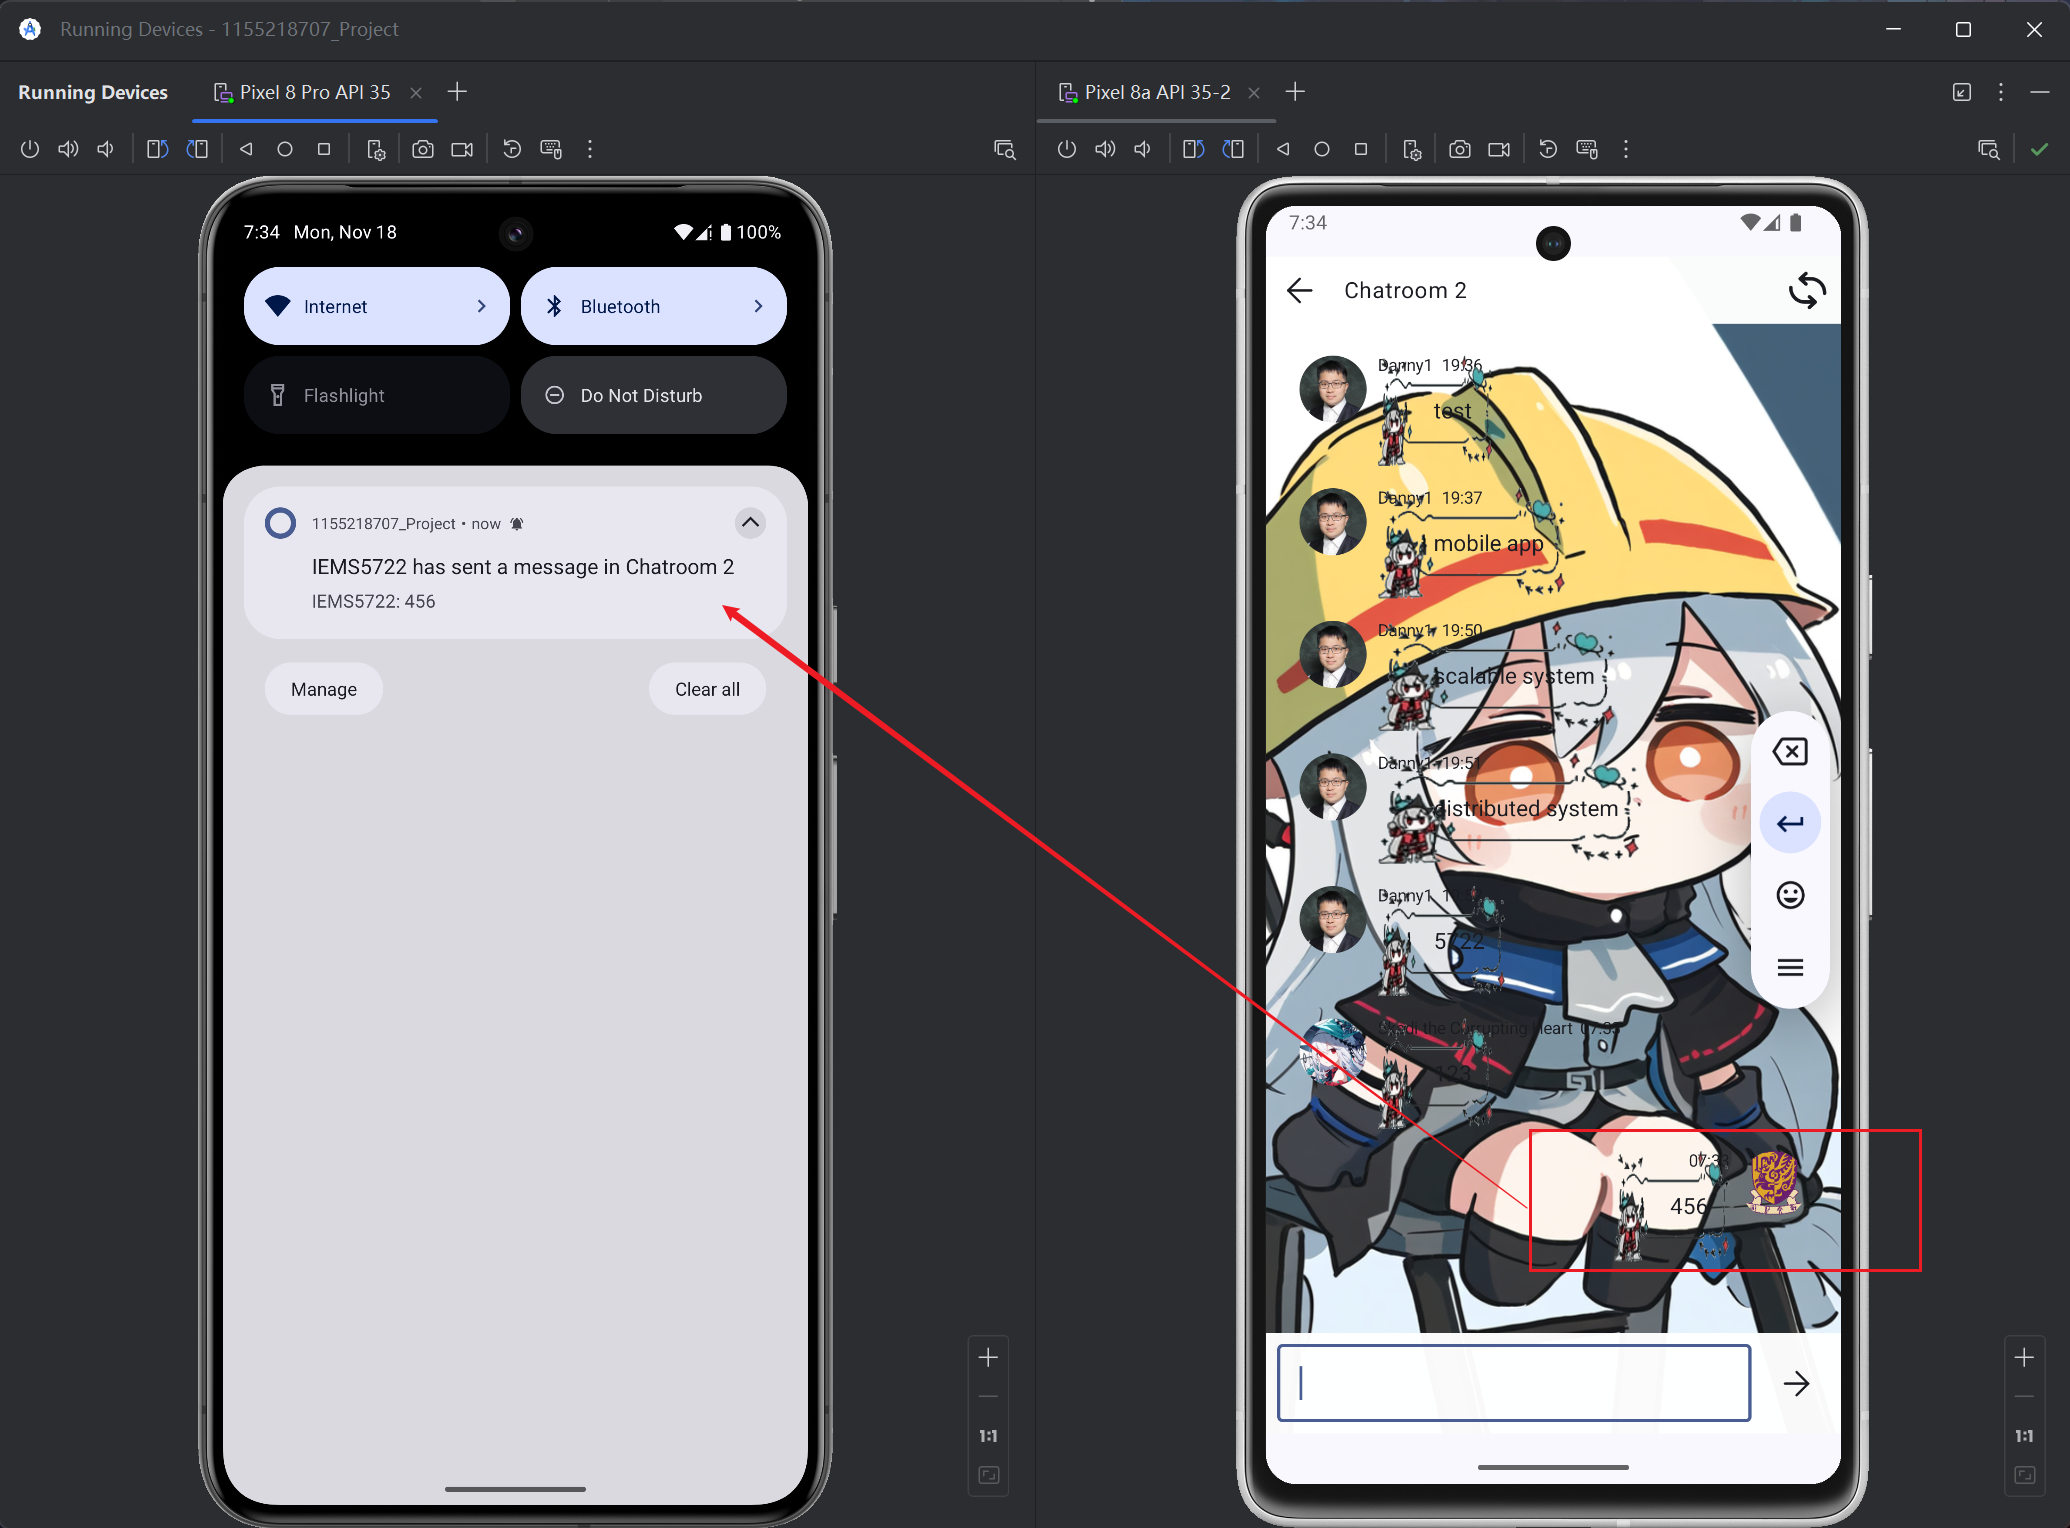 Running Devices - 1155218707_Project
Running Devices
Pixel 8 Pro API 35
Pixel 8a API 35-2
7:34 Mon, Nov 18
100%
Internet
Bluetooth
Flashlight
Do Not Disturb
1155218707_Project • now
IEMS5722 has sent a message in Chatroom 2
IEMS5722: 456
Manage
Clear all
1:1
7:34
Chatroom 2
Danny1 19:36
test
Danny1 19:37
mobile app
Danny1 19:50
scalable system
Danny1 19:51
distributed system
Danny1
5722
the Corrupting Heart 07:33
123
07:33
456
1:1